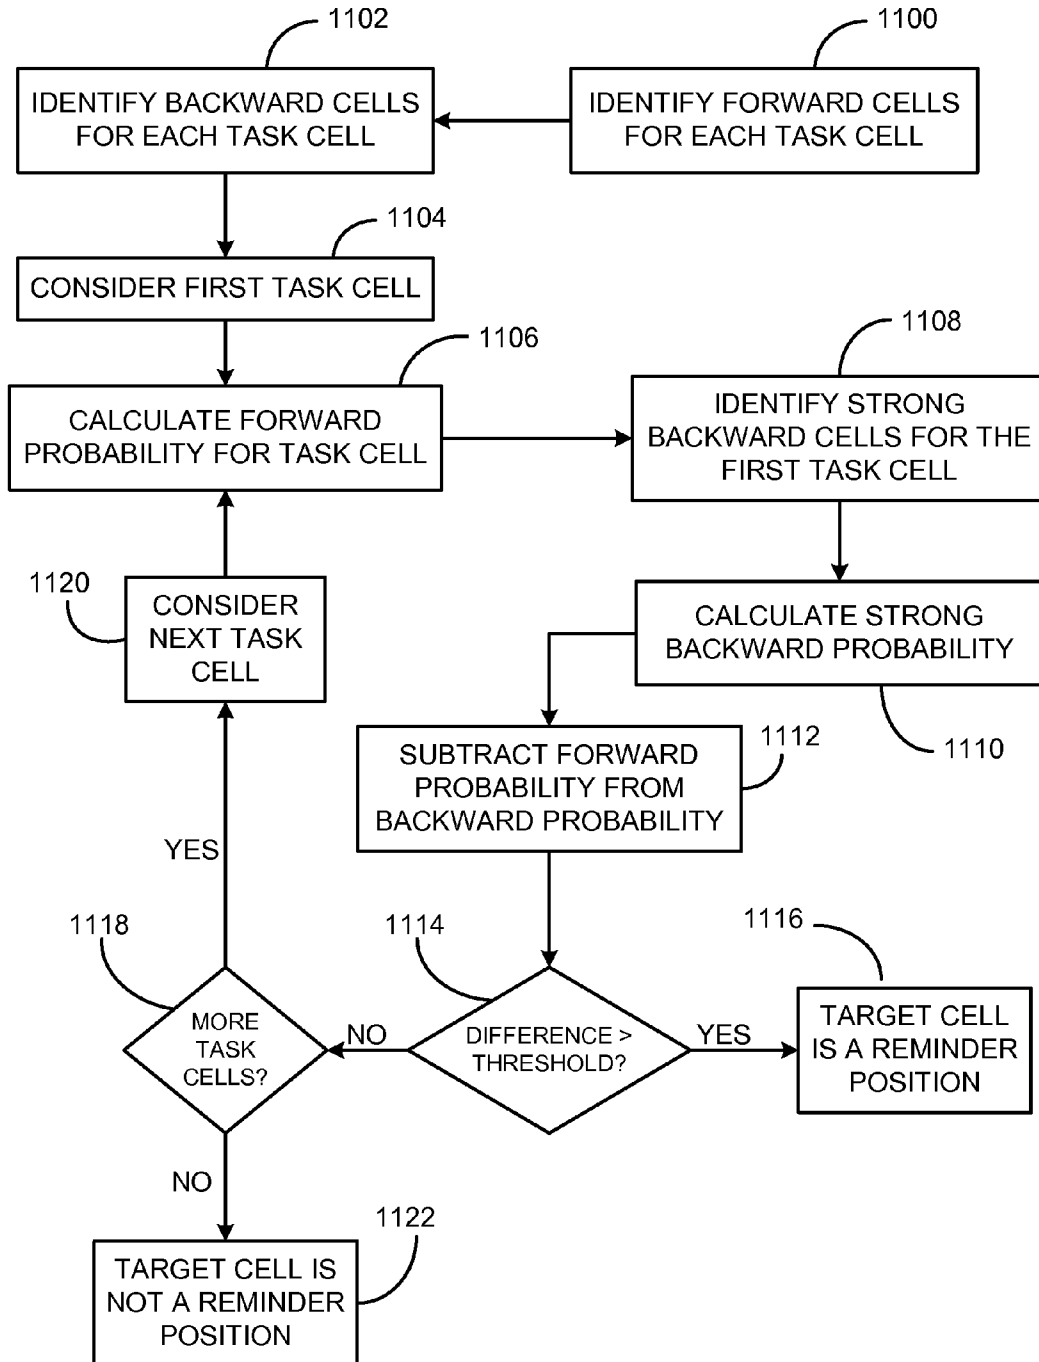 1102
1100
IDENTIFY BACKWARD CELLS
FOR EACH TASK CELL
IDENTIFY FORWARD CELLS
FOR EACH TASK CELL
1104
CONSIDER FIRST TASK CELL
1106
1108
CALCULATE FORWARD
PROBABILITY FOR TASK CELL
IDENTIFY STRONG
BACKWARD CELLS FOR THE
FIRST TASK CELL
1120
CONSIDER
NEXT TASK
CELL
CALCULATE STRONG
BACKWARD PROBABILITY
1110
1112
SUBTRACT FORWARD
PROBABILITY FROM
BACKWARD PROBABILITY
YES
1118
1114
1116
MORE
TASK
CELLS?
NO
DIFFERENCE >
THRESHOLD?
YES
TARGET CELL
IS A REMINDER
POSITION
NO
1122
TARGET CELL IS
NOT A REMINDER
POSITION